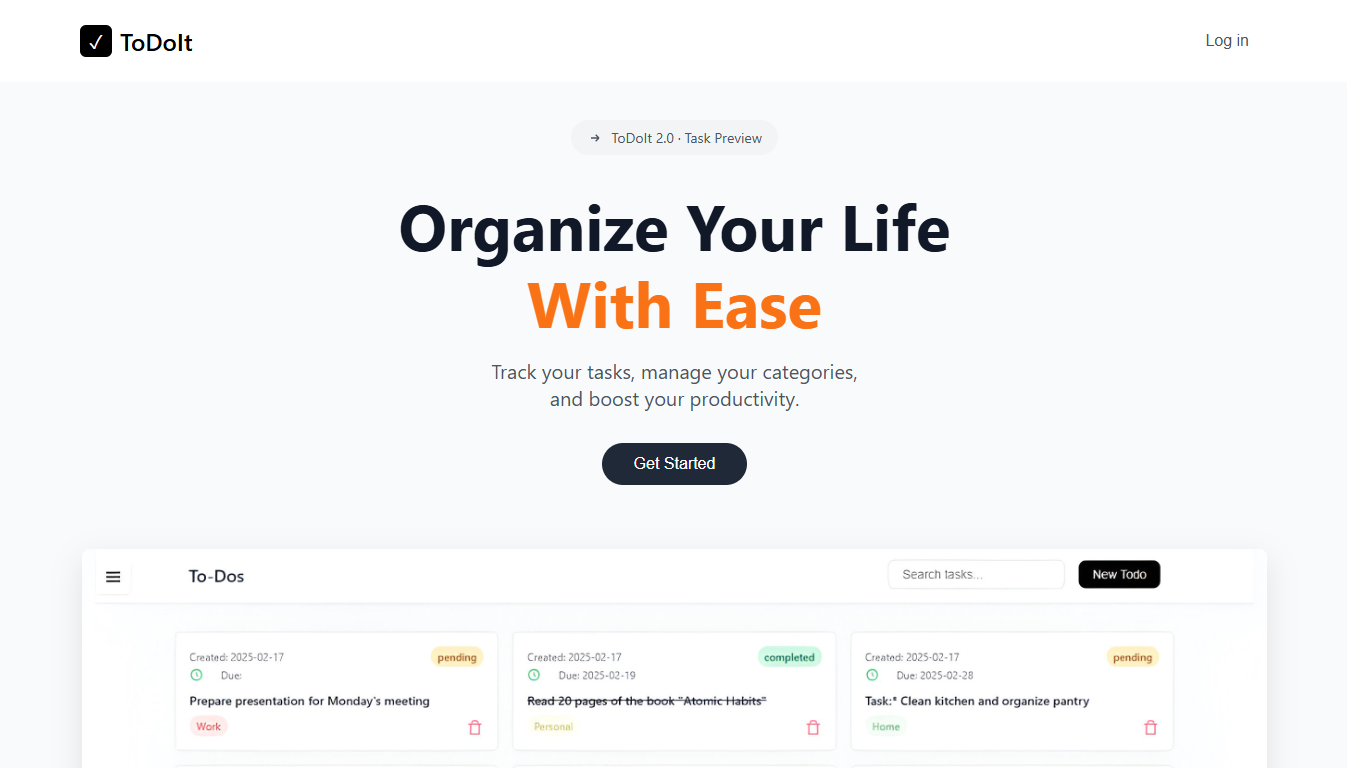 ✓ ToDoIt
Log in
→ ToDoIt 2.0 · Task Preview
Organize Your Life
With Ease
Track your tasks, manage your categories,
and boost your productivity.
Get Started
To-Dos
Search tasks...
New Todo
Created: 2025-02-17
pending
Due:
Prepare presentation for Monday's meeting
Work
Created: 2025-02-17
completed
Due: 2025-02-19
Read 20 pages of the book "Atomic Habits"
Personal
Created: 2025-02-17
pending
Due: 2025-02-28
Task:* Clean kitchen and organize pantry
Home